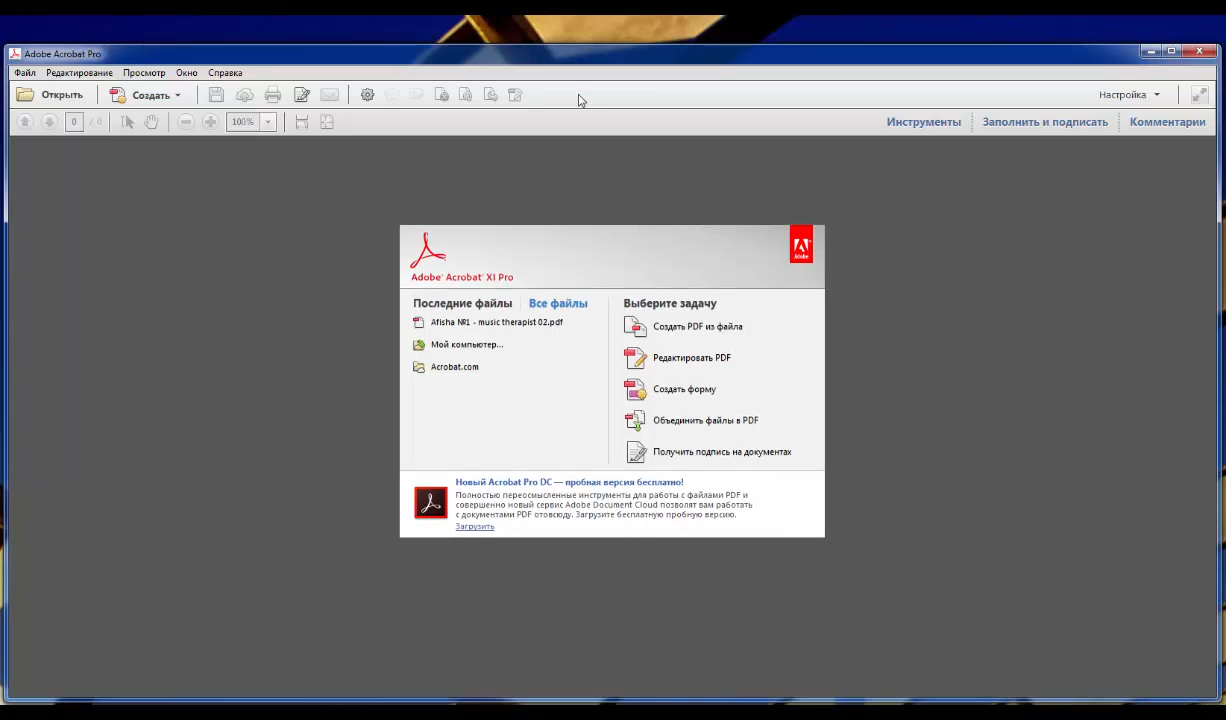 Adobe Acrobat Pro
Файл Редактирование Просмотр Окно Справка
Открыть Создать Настройка
0 / 0 100% Инструменты Заполнить и подписать Комментарии
Adobe
Adobe® Acrobat® XI Pro
Последние файлы Все файлы Выберите задачу
Afisha №1 - music therapist 02.pdf Создать PDF из файла
Мой компьютер... Редактировать PDF
Acrobat.com Создать форму
Объединить файлы в PDF
Получить подпись на документах
Новый Acrobat Pro DC — пробная версия бесплатно!
Полностью переосмысленные инструменты для работы с файлами PDF и
совершенно новый сервис Adobe Document Cloud позволят вам работать
с документами PDF отовсюду. Загрузите бесплатную пробную версию.
Загрузить